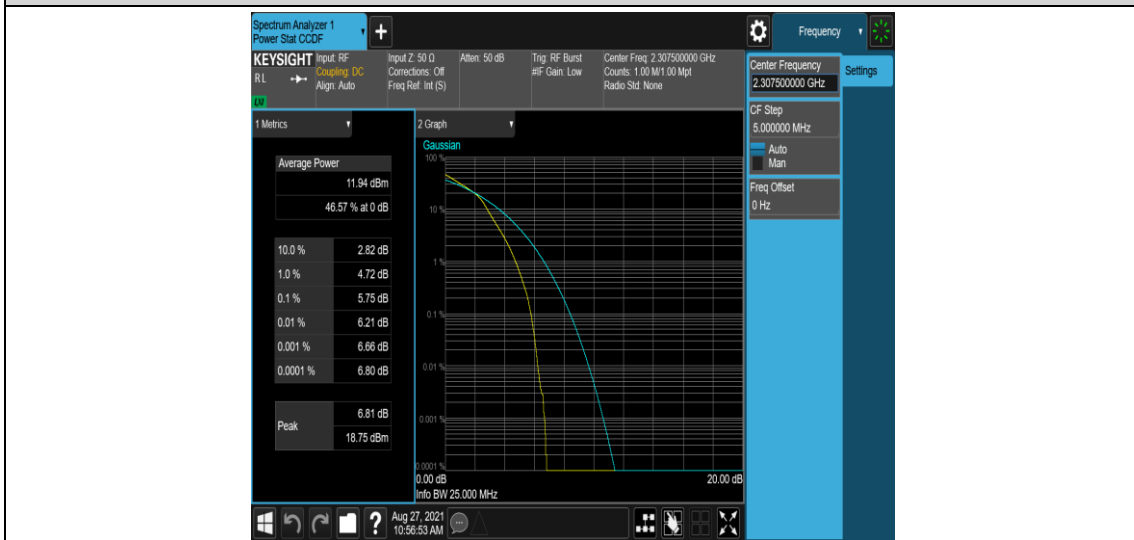 Spectrum Analyzer 1
Power Stat CCDF
+
Frequency
KEYSIGHT
RL
LXI
Input: RF
Coupling: DC
Align: Auto
Input Z: 50 Ω
Corrections: Off
Freq Ref: Int (S)
Atten: 50 dB
Trig: RF Burst
#IF Gain: Low
Center Freq: 2.307500000 GHz
Counts: 1.00 M/1.00 Mpt
Radio Std: None
Center Frequency
2.307500000 GHz
Settings
CF Step
5.000000 MHz
Auto
Man
Freq Offset
0 Hz
1 Metrics
Average Power
11.94 dBm
46.57 % at 0 dB
10.0 % 2.82 dB
1.0 % 4.72 dB
0.1 % 5.75 dB
0.01 % 6.21 dB
0.001 % 6.66 dB
0.0001 % 6.80 dB
Peak
6.81 dB
18.75 dBm
2 Graph
Gaussian
100 %
10 %
1 %
0.1 %
0.01 %
0.001 %
0.0001 %
0.00 dB 20.00 dB
Info BW 25.000 MHz
?
Aug 27, 2021
10:56:53 AM